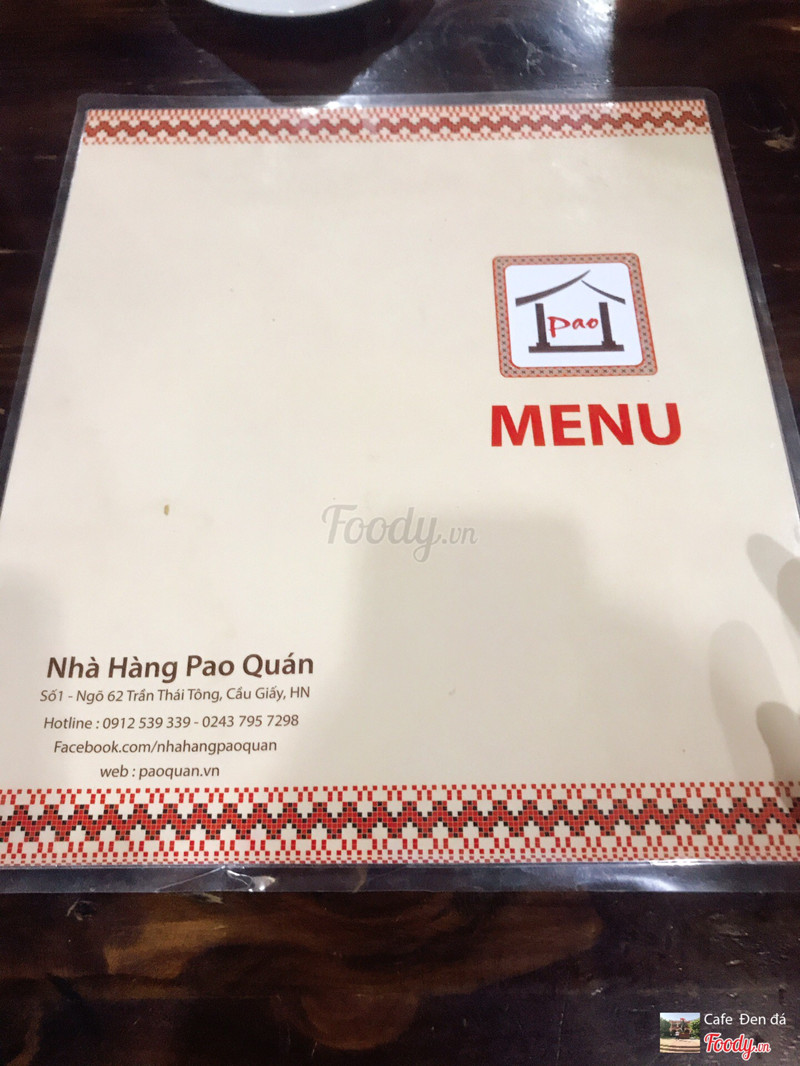 Pao
MENU
Foody.vn
Nhà Hàng Pao Quán
Số1 - Ngõ 62 Trần Thái Tông, Cầu Giấy, HN
Hotline : 0912 539 339 - 0243 795 7298
Facebook.com/nhahangpaoquan
web : paoquan.vn
Cafe Đen đá
Foody.vn